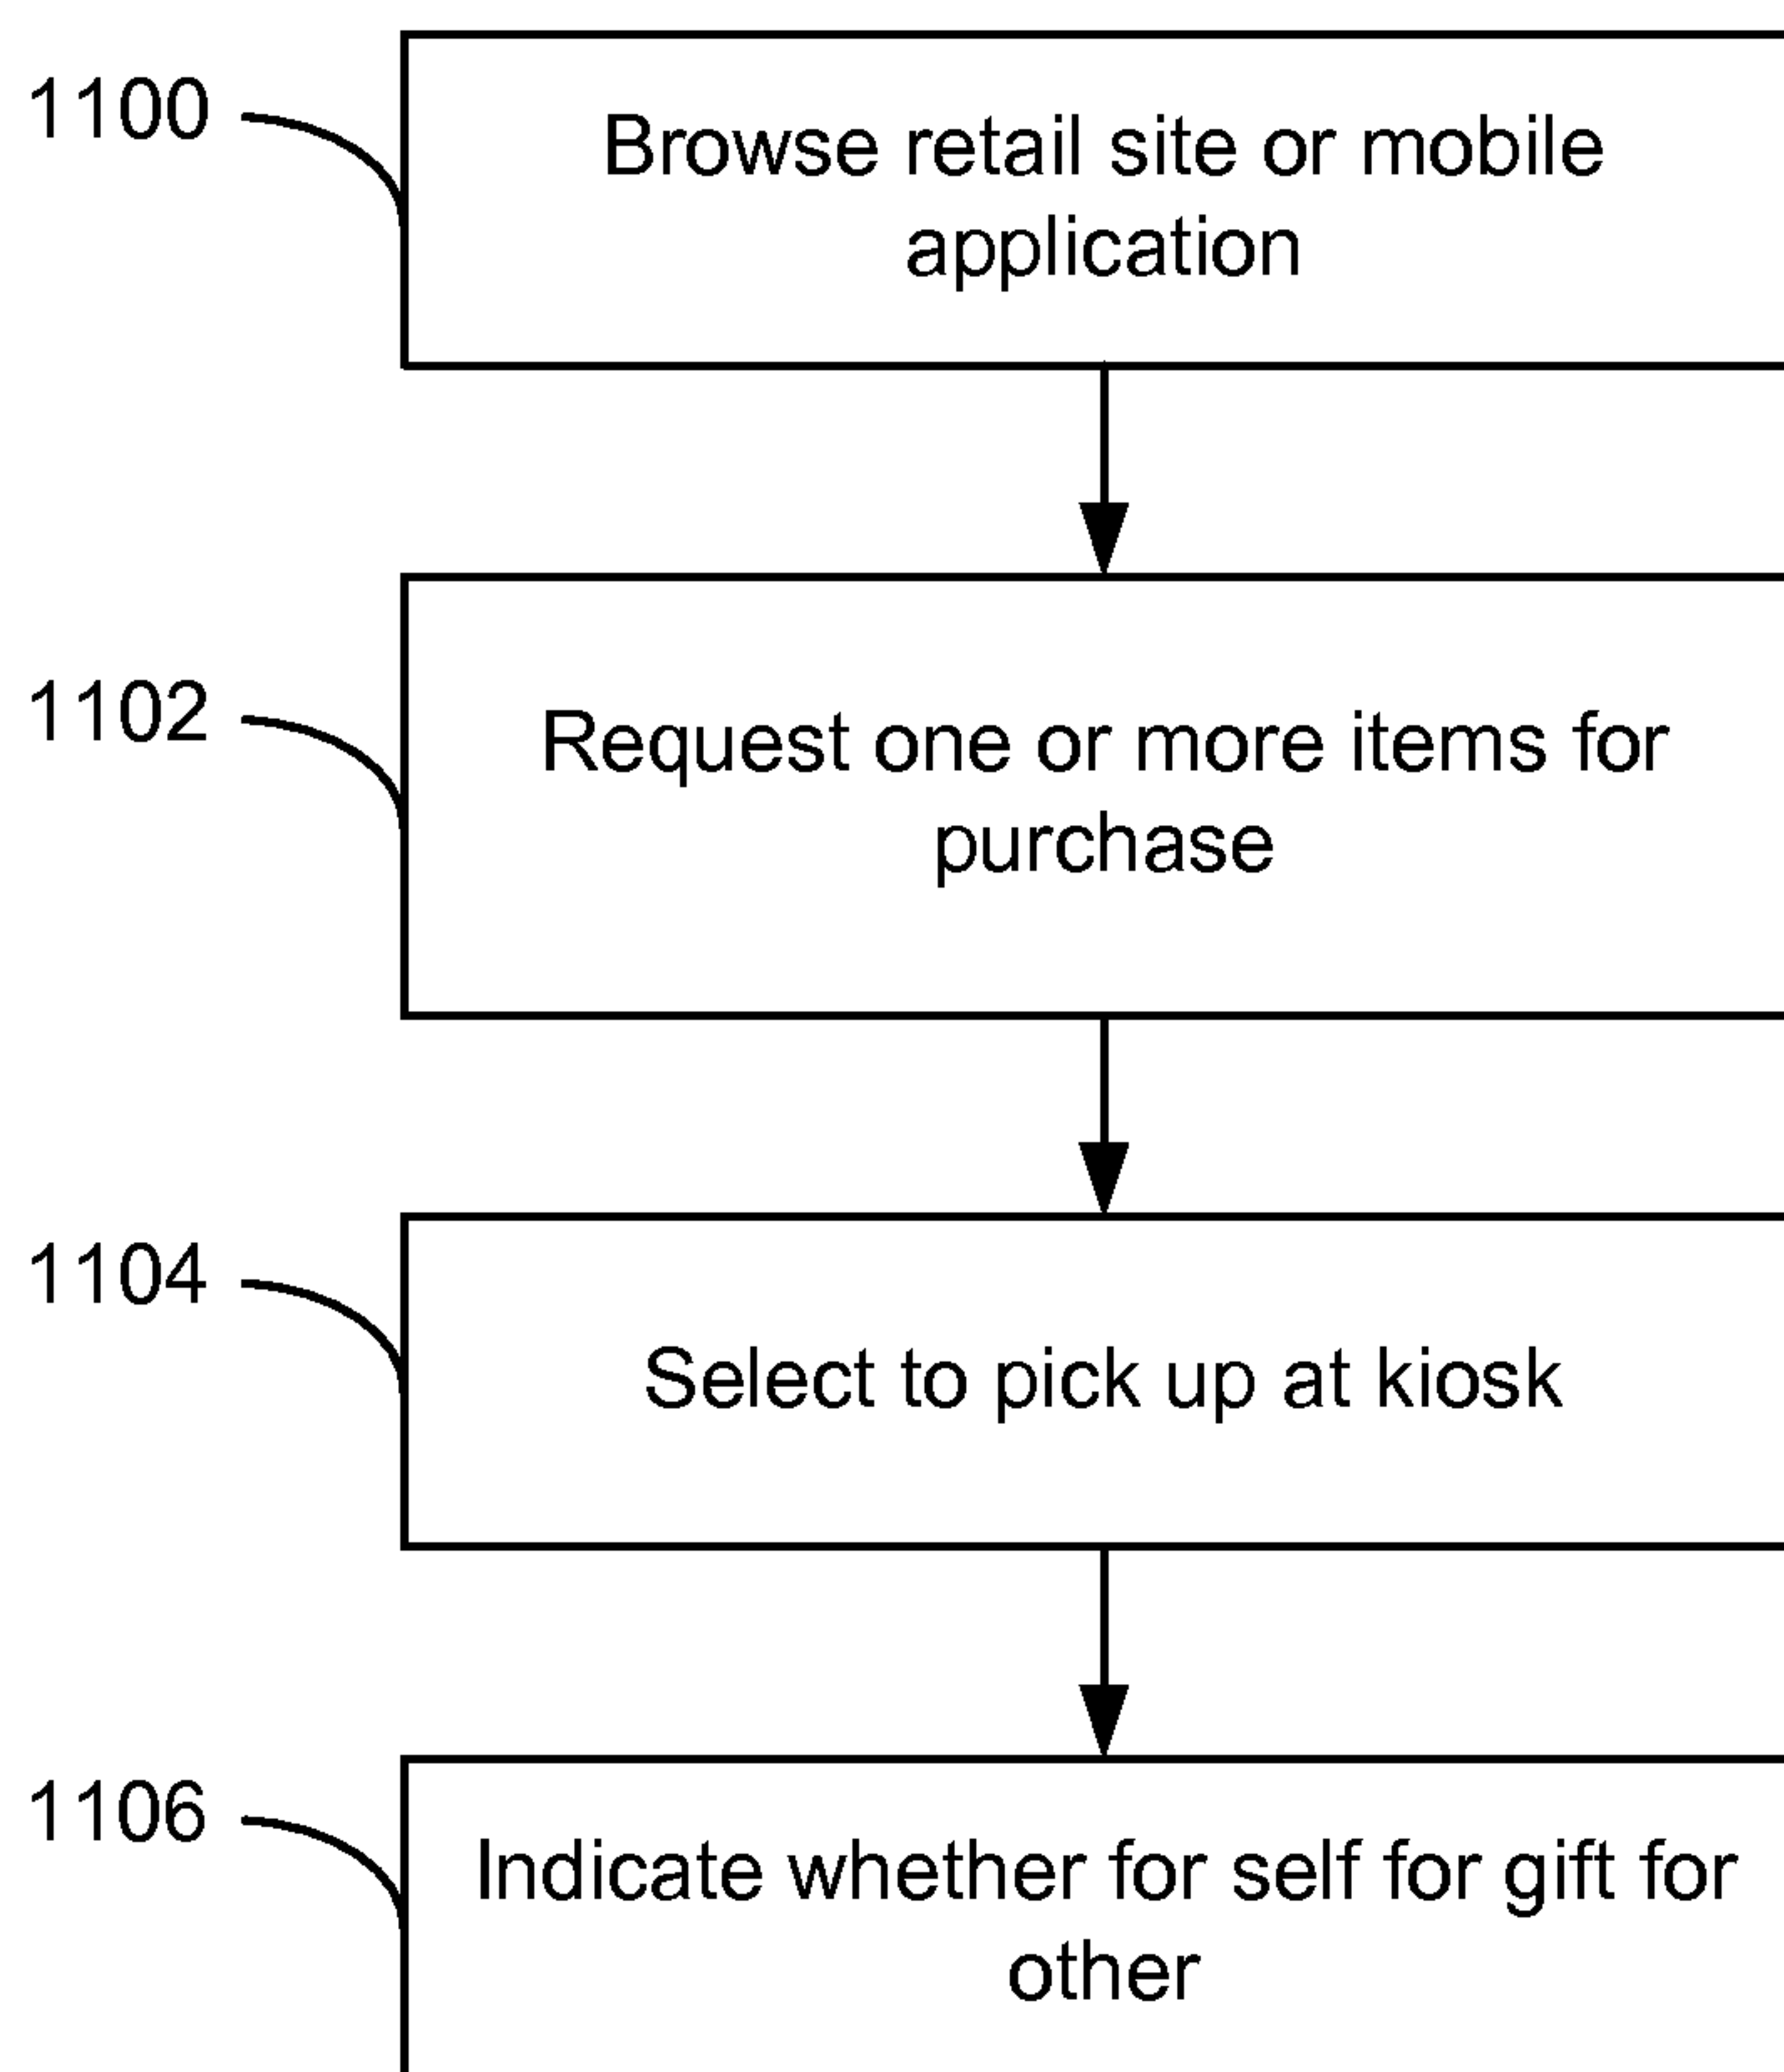 1100
Browse retail site or mobile
application
1102
Request one or more items for
purchase
1104
Select to pick up at kiosk
1106
Indicate whether for self for gift for
other